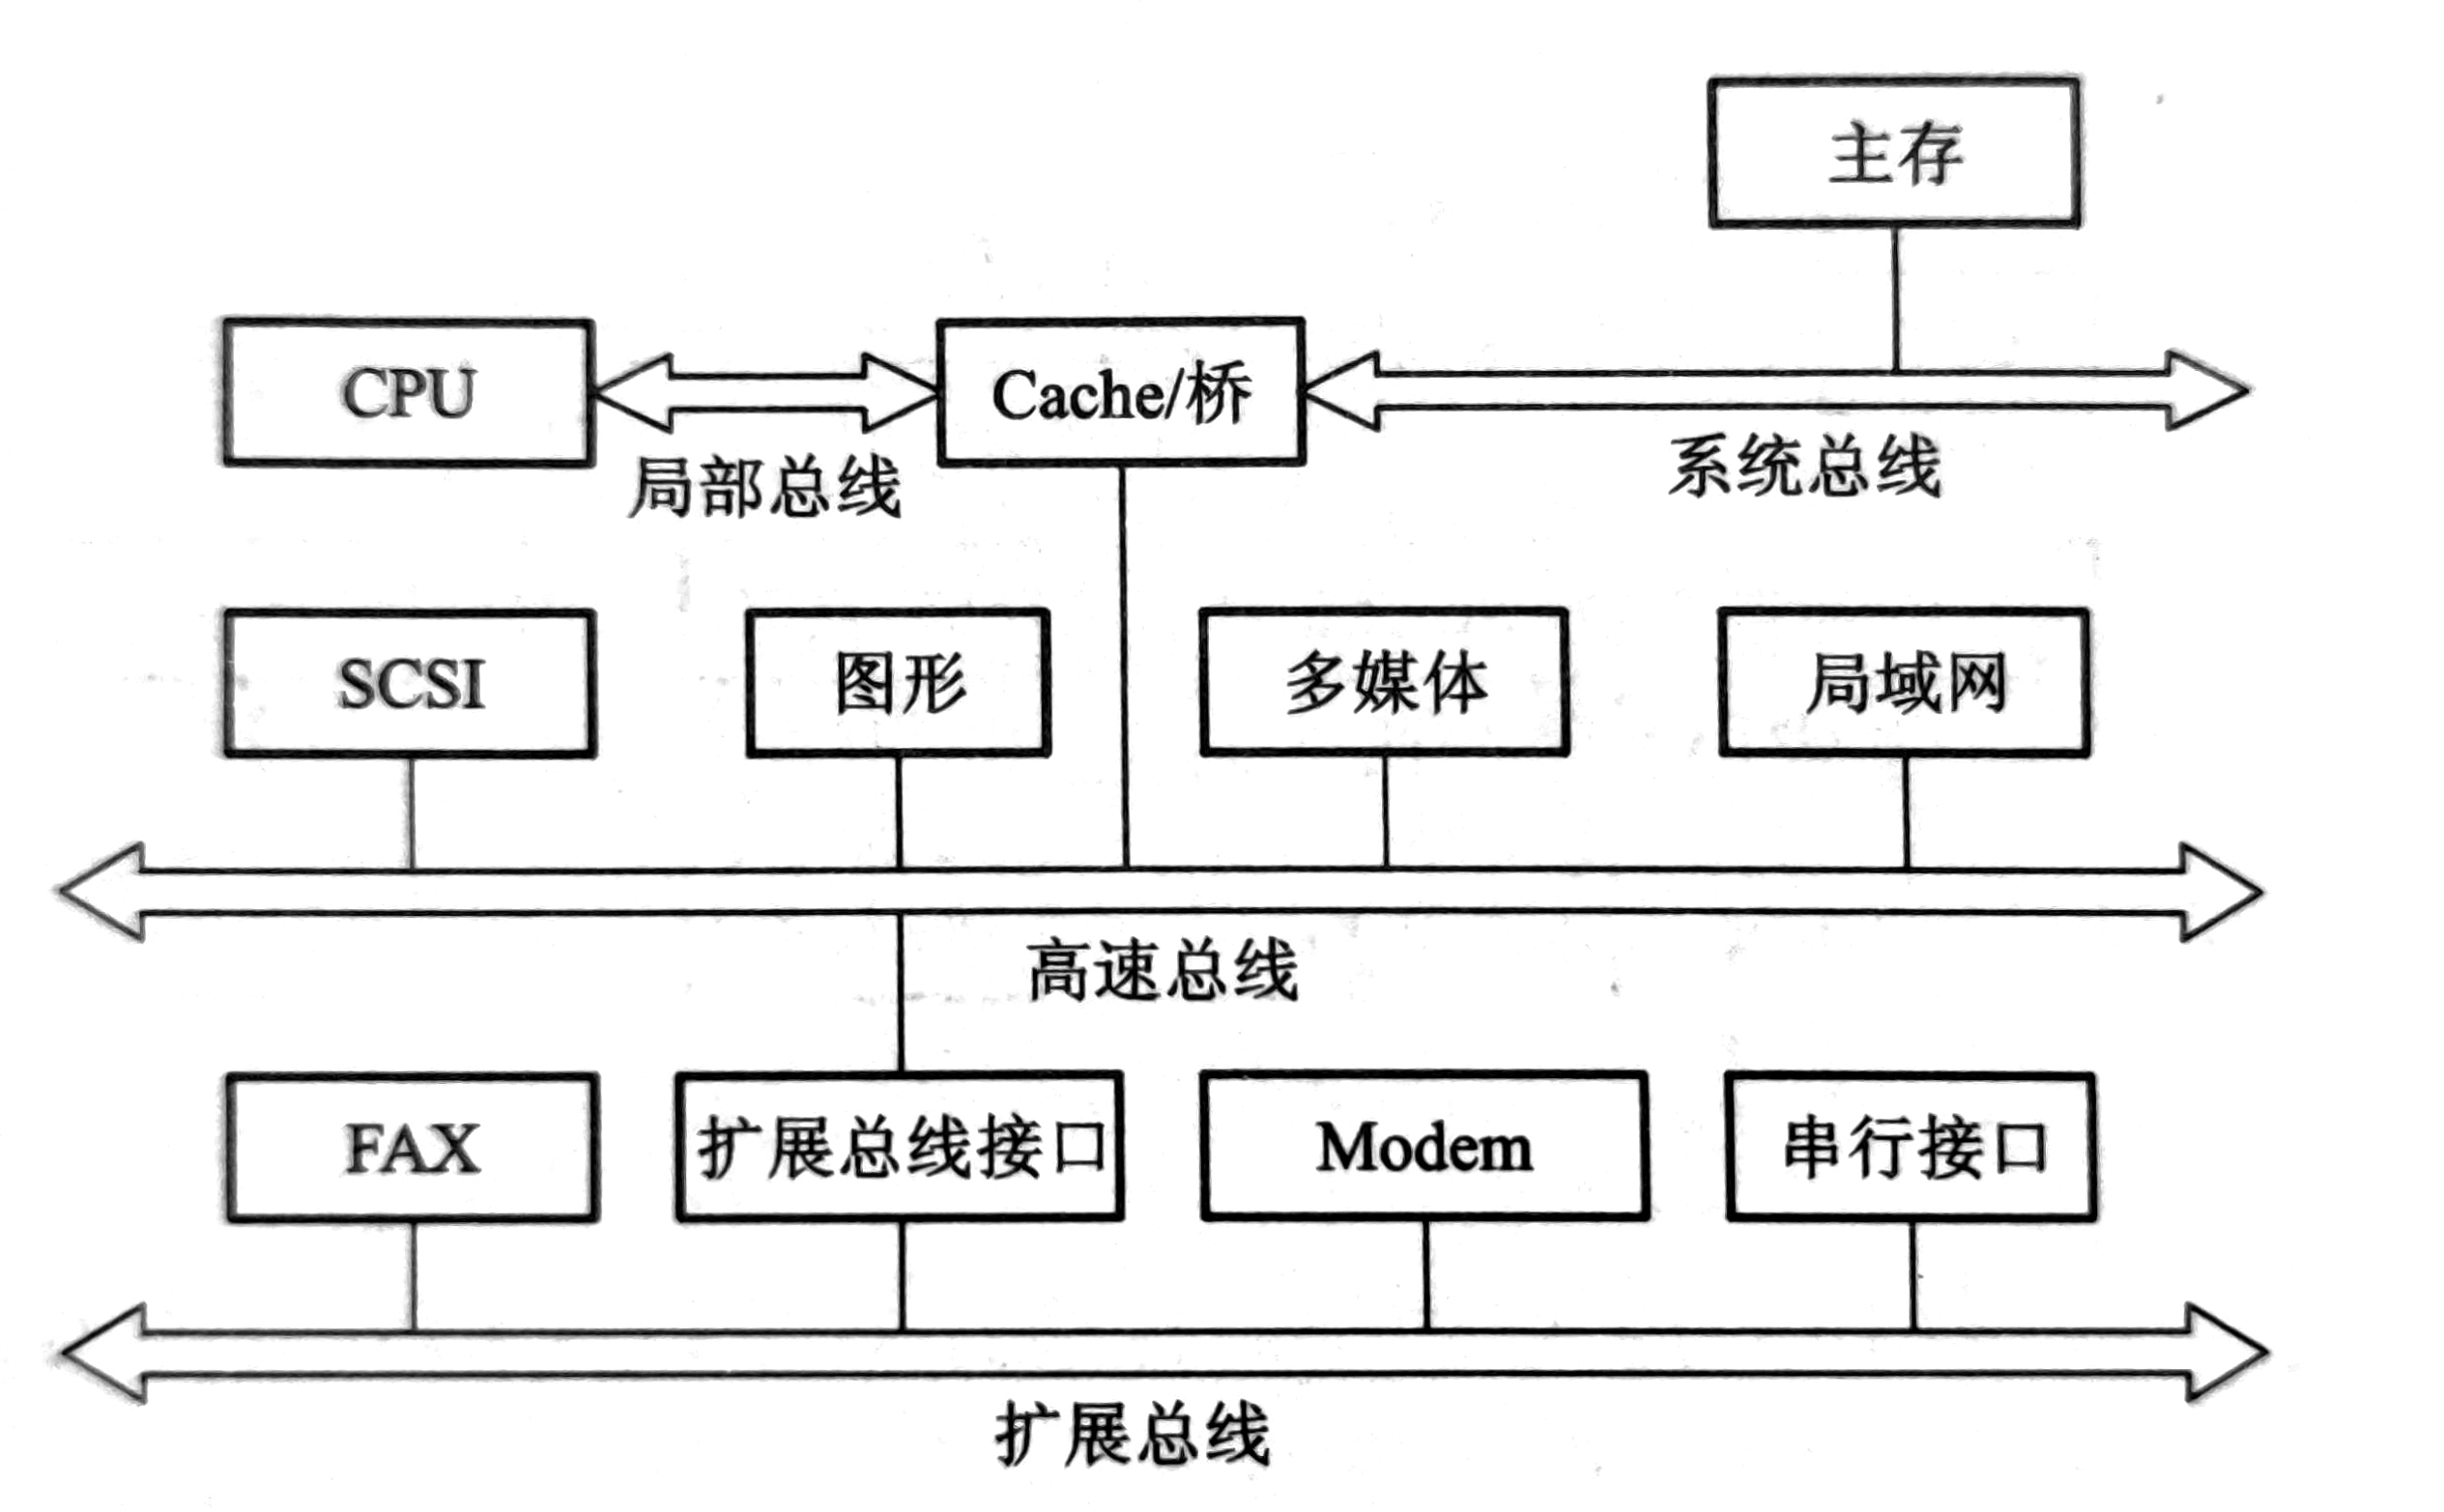 主存
CPU
Cache/桥
局部总线
系统总线
SCSI
图形
多媒体
局域网
高速总线
FAX
扩展总线接口
Modem
串行接口
扩展总线